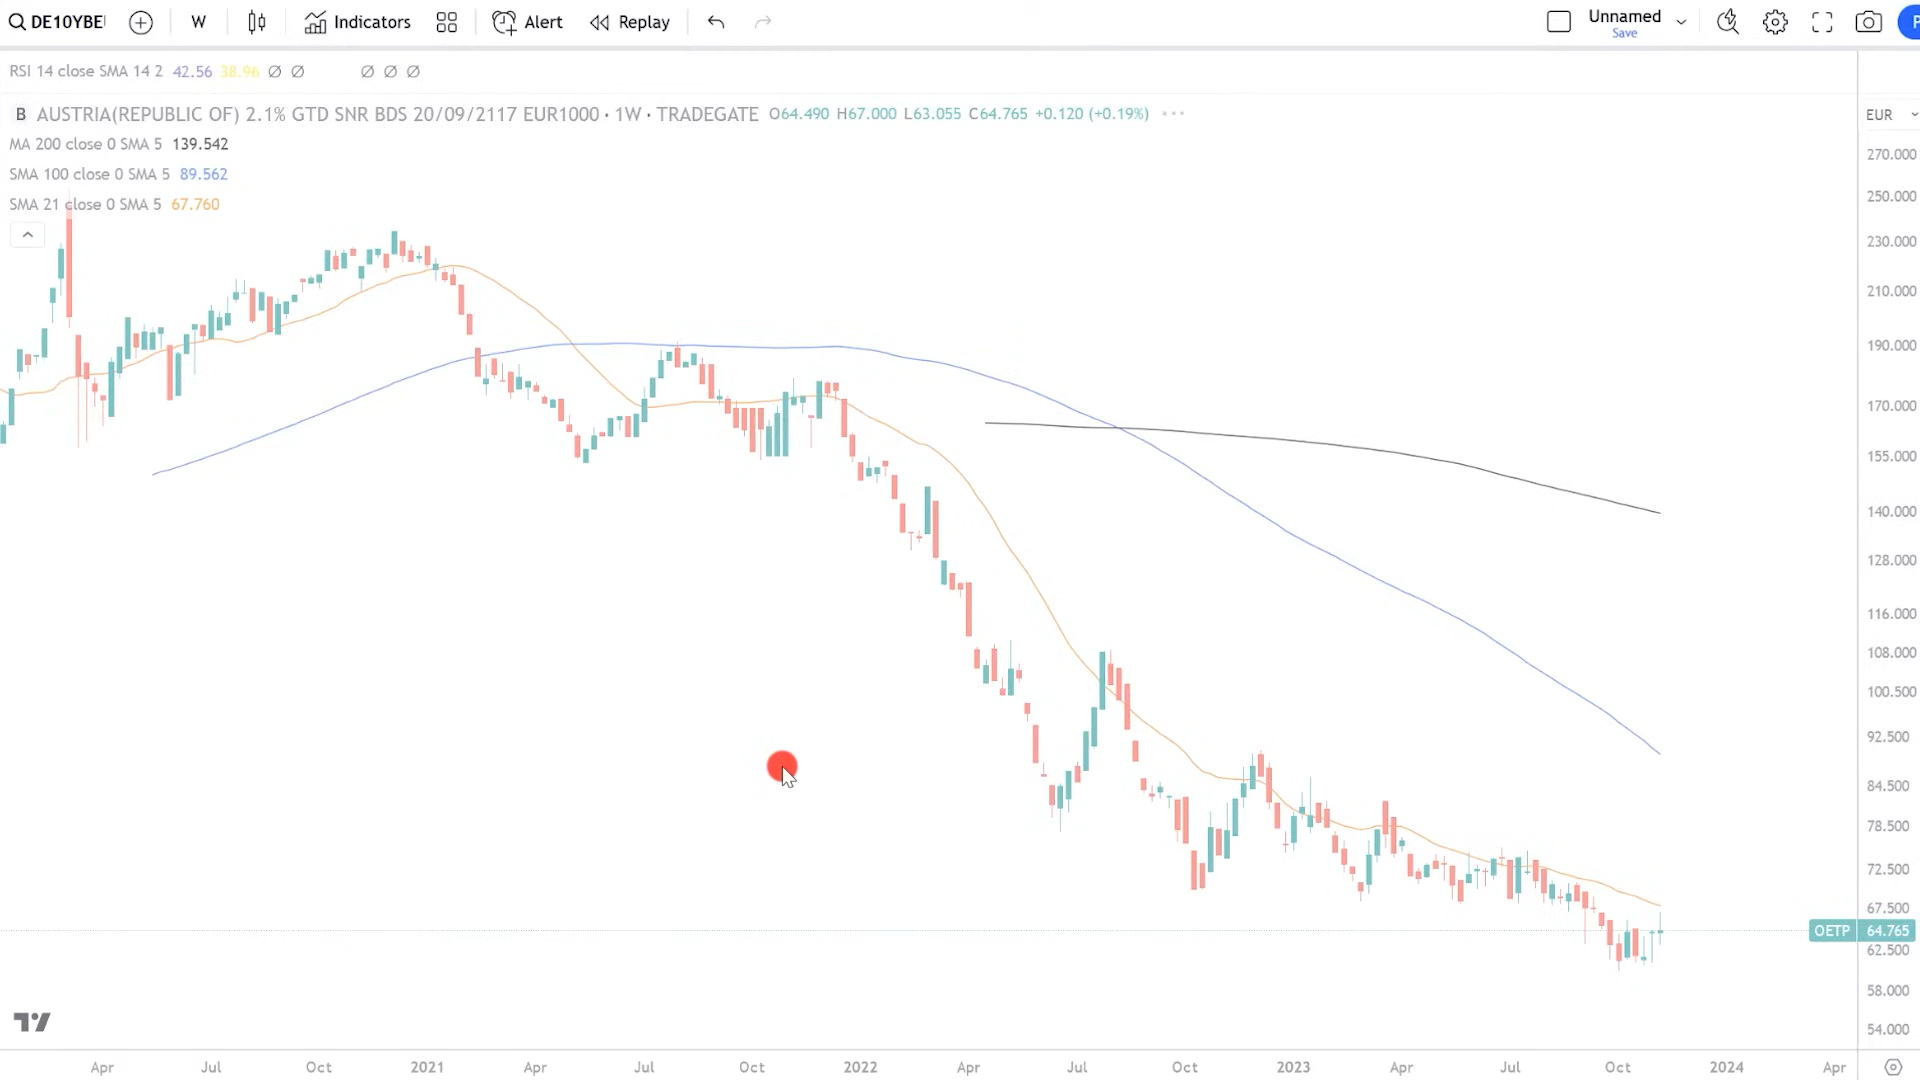 DE10YBE W Indicators Alert Replay Unnamed
Save
RSI 14 close SMA 14 2 42.56 38.96 Ø Ø Ø Ø Ø
B AUSTRIA(REPUBLIC OF) 2.1% GTD SNR BDS 20/09/2117 EUR1000 · 1W · TRADEGATE O64.490 H67.000 L63.055 C64.765 +0.120 (+0.19%) EUR
MA 200 close 0 SMA 5 139.542
SMA 100 close 0 SMA 5 89.562
SMA 21 close 0 SMA 5 67.760
270.000
250.000
230.000
210.000
190.000
170.000
155.000
140.000
128.000
116.000
108.000
100.500
92.500
84.500
78.500
72.500
67.500
OETP 64.765
62.500
58.000
54.000
Apr Jul Oct 2021 Apr Jul Oct 2022 Apr Jul Oct 2023 Apr Jul Oct 2024 Apr